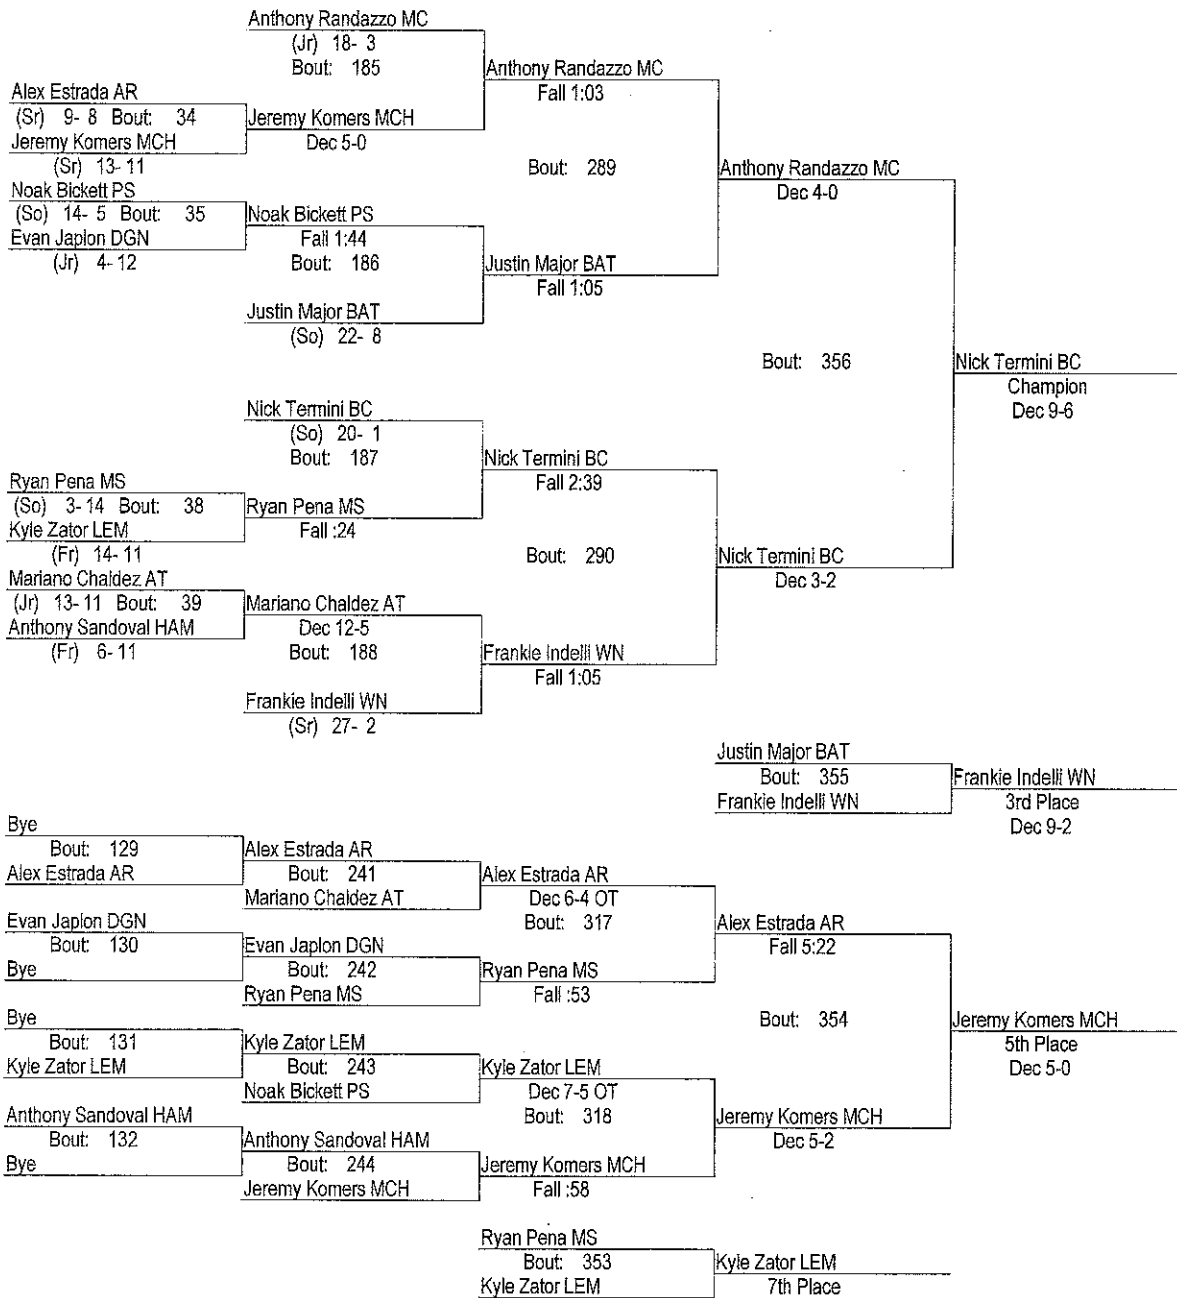 Anthony Randazzo MC
(Jr) 18- 3
Bout: 185
Anthony Randazzo MC
Fall 1:03
Alex Estrada AR
(Sr) 9- 8 Bout: 34
Jeremy Komers MCH
Dec 5-0
Jeremy Komers MCH
(Sr) 13- 11
Bout: 289
Anthony Randazzo MC
Dec 4-0
Noak Bickett PS
(So) 14- 5 Bout: 35
Noak Bickett PS
Fall 1:44
Evan Japlon DGN
(Jr) 4- 12
Bout: 186
Justin Major BAT
Fall 1:05
Justin Major BAT
(So) 22- 8
Bout: 356
Nick Termini BC
Champion
Dec 9-6
Nick Termini BC
(So) 20- 1
Bout: 187
Nick Termini BC
Fall 2:39
Ryan Pena MS
(So) 3- 14 Bout: 38
Ryan Pena MS
Fall :24
Kyle Zator LEM
(Fr) 14- 11
Bout: 290
Nick Termini BC
Dec 3-2
Mariano Chaldez AT
(Jr) 13- 11 Bout: 39
Mariano Chaldez AT
Dec 12-5
Anthony Sandoval HAM
(Fr) 6- 11
Bout: 188
Frankie Indelli WN
Fall 1:05
Frankie Indelli WN
(Sr) 27- 2
Justin Major BAT
Bout: 355
Frankie Indelli WN
Frankie Indelli WN
3rd Place
Dec 9-2
Bye
Bout: 129
Alex Estrada AR
Alex Estrada AR
Bout: 241
Mariano Chaldez AT
Alex Estrada AR
Dec 6-4 OT
Bout: 317
Alex Estrada AR
Fall 5:22
Evan Japlon DGN
Bout: 130
Bye
Evan Japlon DGN
Bout: 242
Ryan Pena MS
Ryan Pena MS
Fall :53
Bout: 354
Jeremy Komers MCH
5th Place
Dec 5-0
Bye
Bout: 131
Kyle Zator LEM
Kyle Zator LEM
Bout: 243
Noak Bickett PS
Kyle Zator LEM
Dec 7-5 OT
Bout: 318
Jeremy Komers MCH
Dec 5-2
Anthony Sandoval HAM
Bout: 132
Bye
Anthony Sandoval HAM
Bout: 244
Jeremy Komers MCH
Jeremy Komers MCH
Fall :58
Ryan Pena MS
Bout: 353
Kyle Zator LEM
Kyle Zator LEM
7th Place